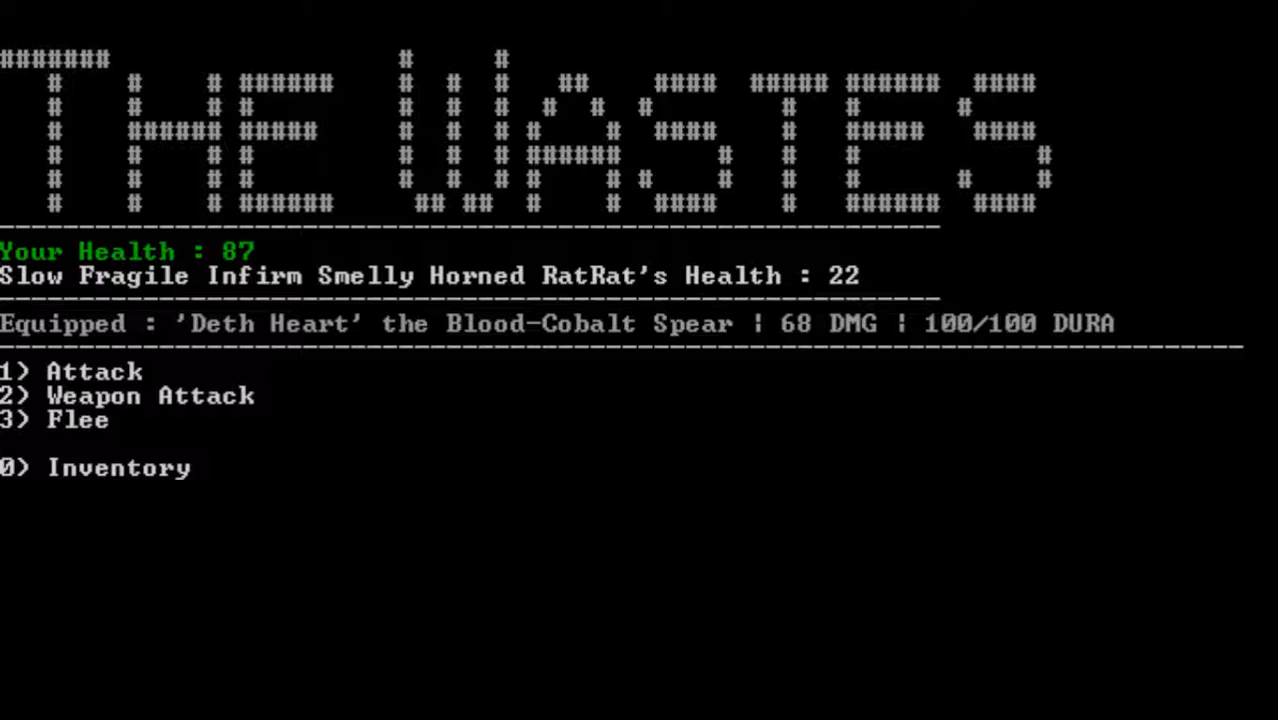 THE WASTES
Your Health : 87
Slow Fragile Infirm Smelly Horned RatRat's Health : 22
Equipped : 'Deth Heart' the Blood-Cobalt Spear | 68 DMG | 100/100 DURA
1) Attack
2) Weapon Attack
3) Flee
0) Inventory